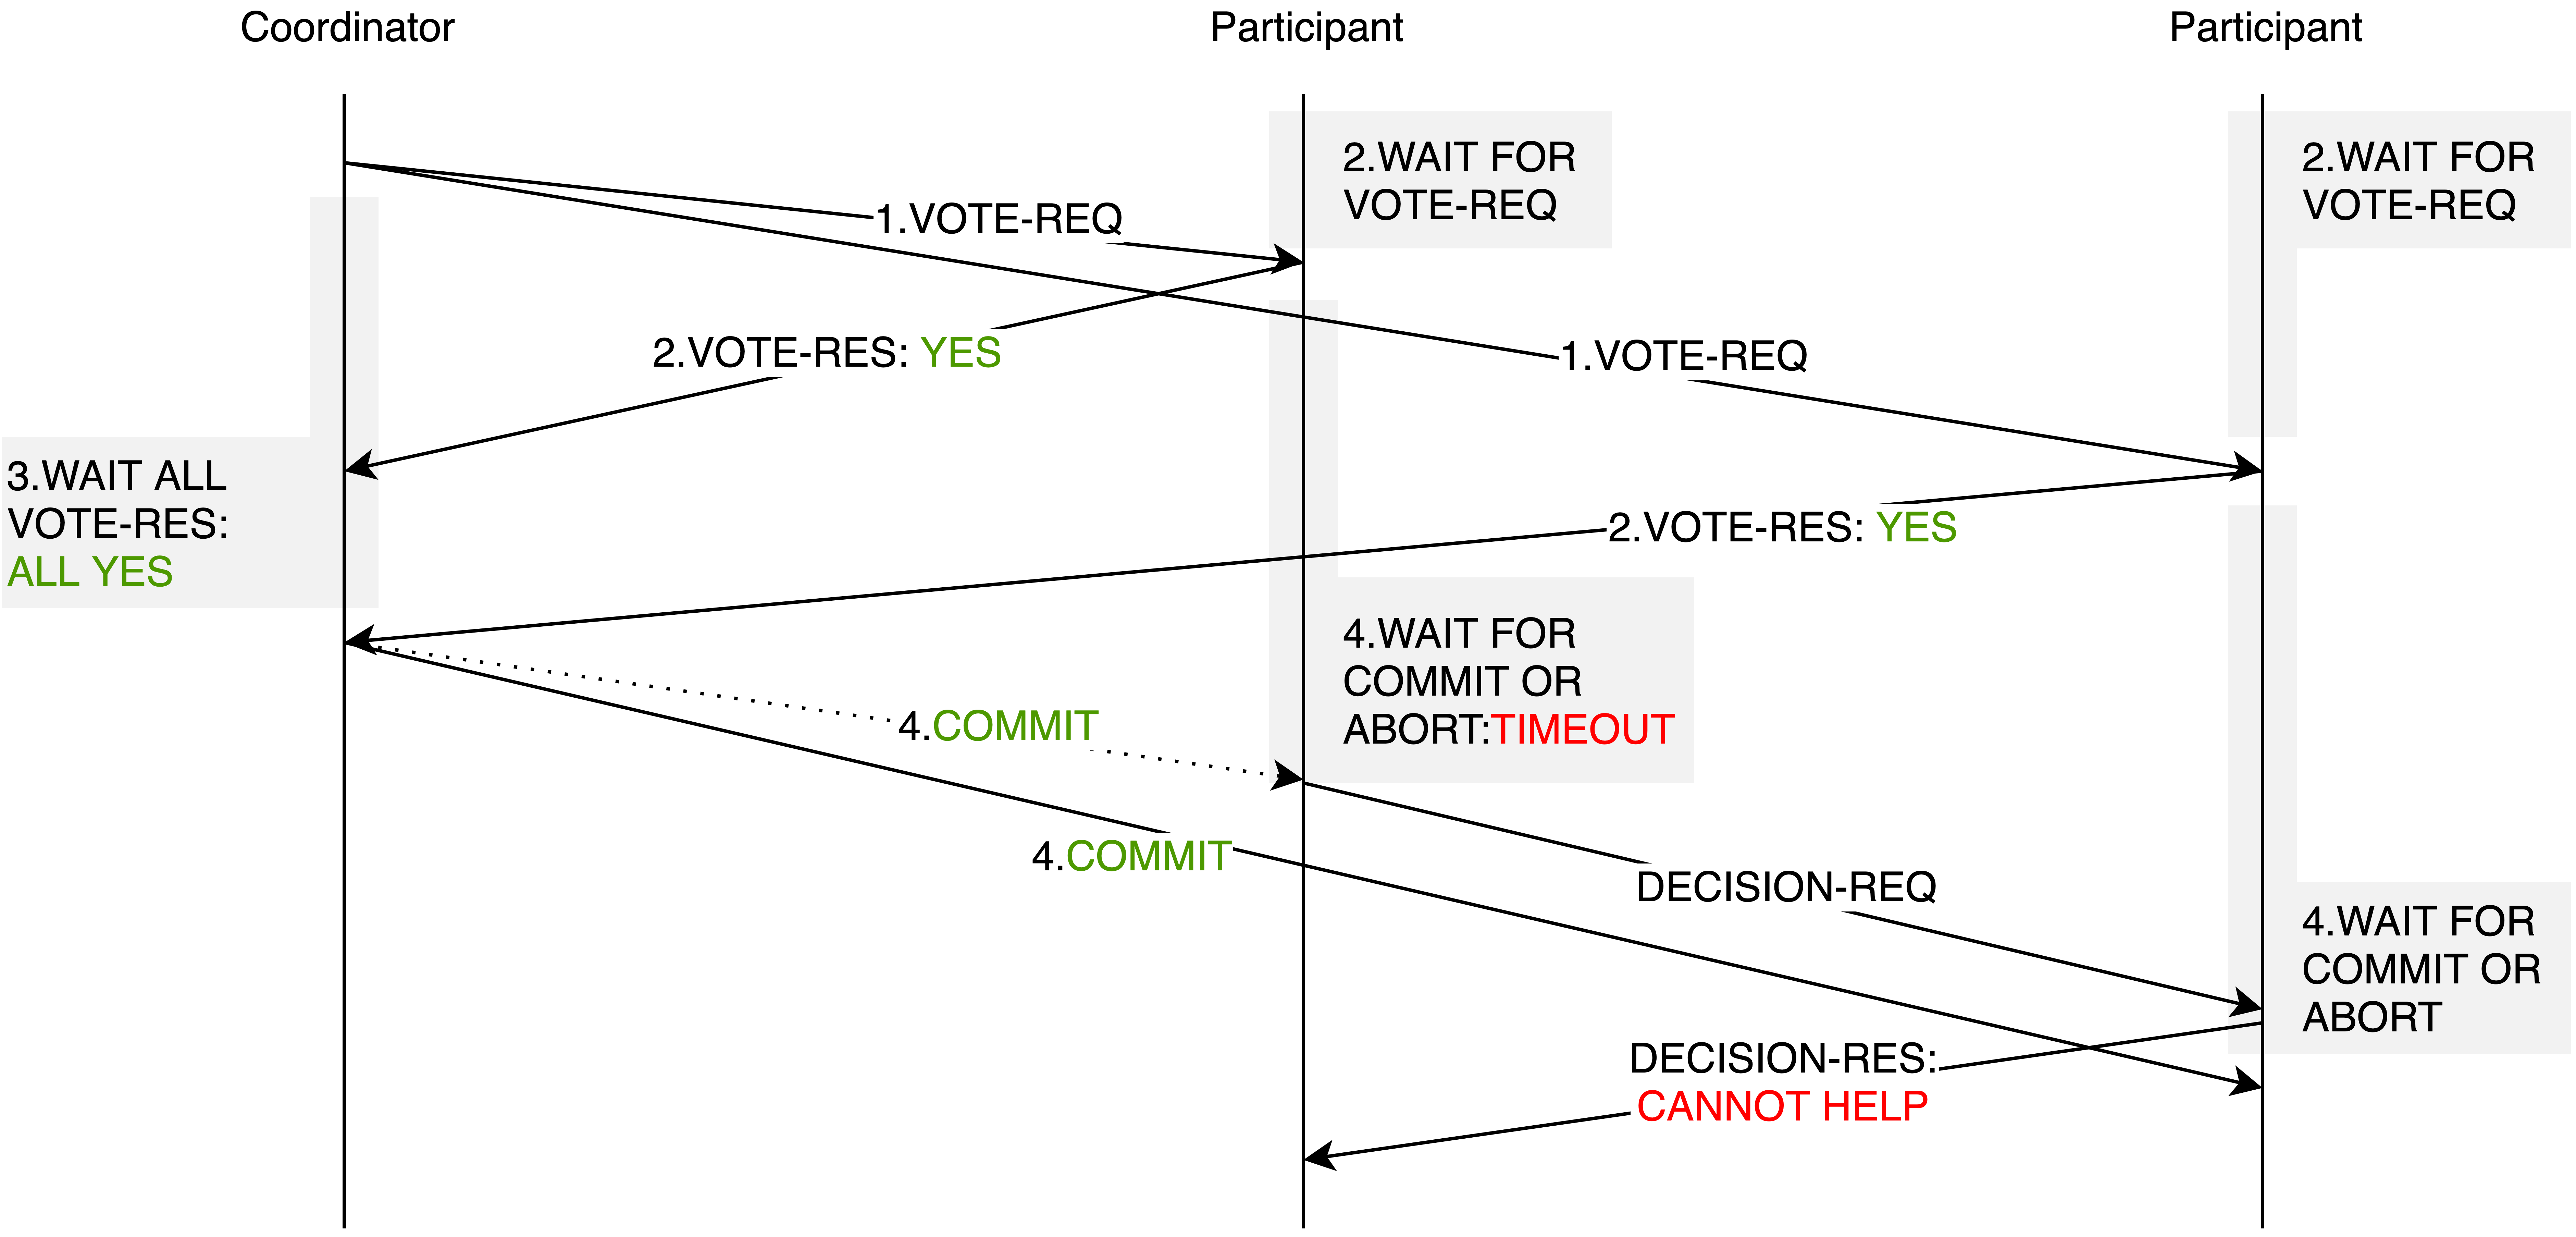 Coordinator
Participant
Participant
2.WAIT FOR
VOTE-REQ
2.WAIT FOR
VOTE-REQ
1.VOTE-REQ
2.VOTE-RES: YES
1.VOTE-REQ
3.WAIT ALL
VOTE-RES:
ALL YES
2.VOTE-RES: YES
4.WAIT FOR
COMMIT OR
ABORT:TIMEOUT
4.COMMIT
4.COMMIT
DECISION-REQ
4.WAIT FOR
COMMIT OR
ABORT
DECISION-RES:
CANNOT HELP